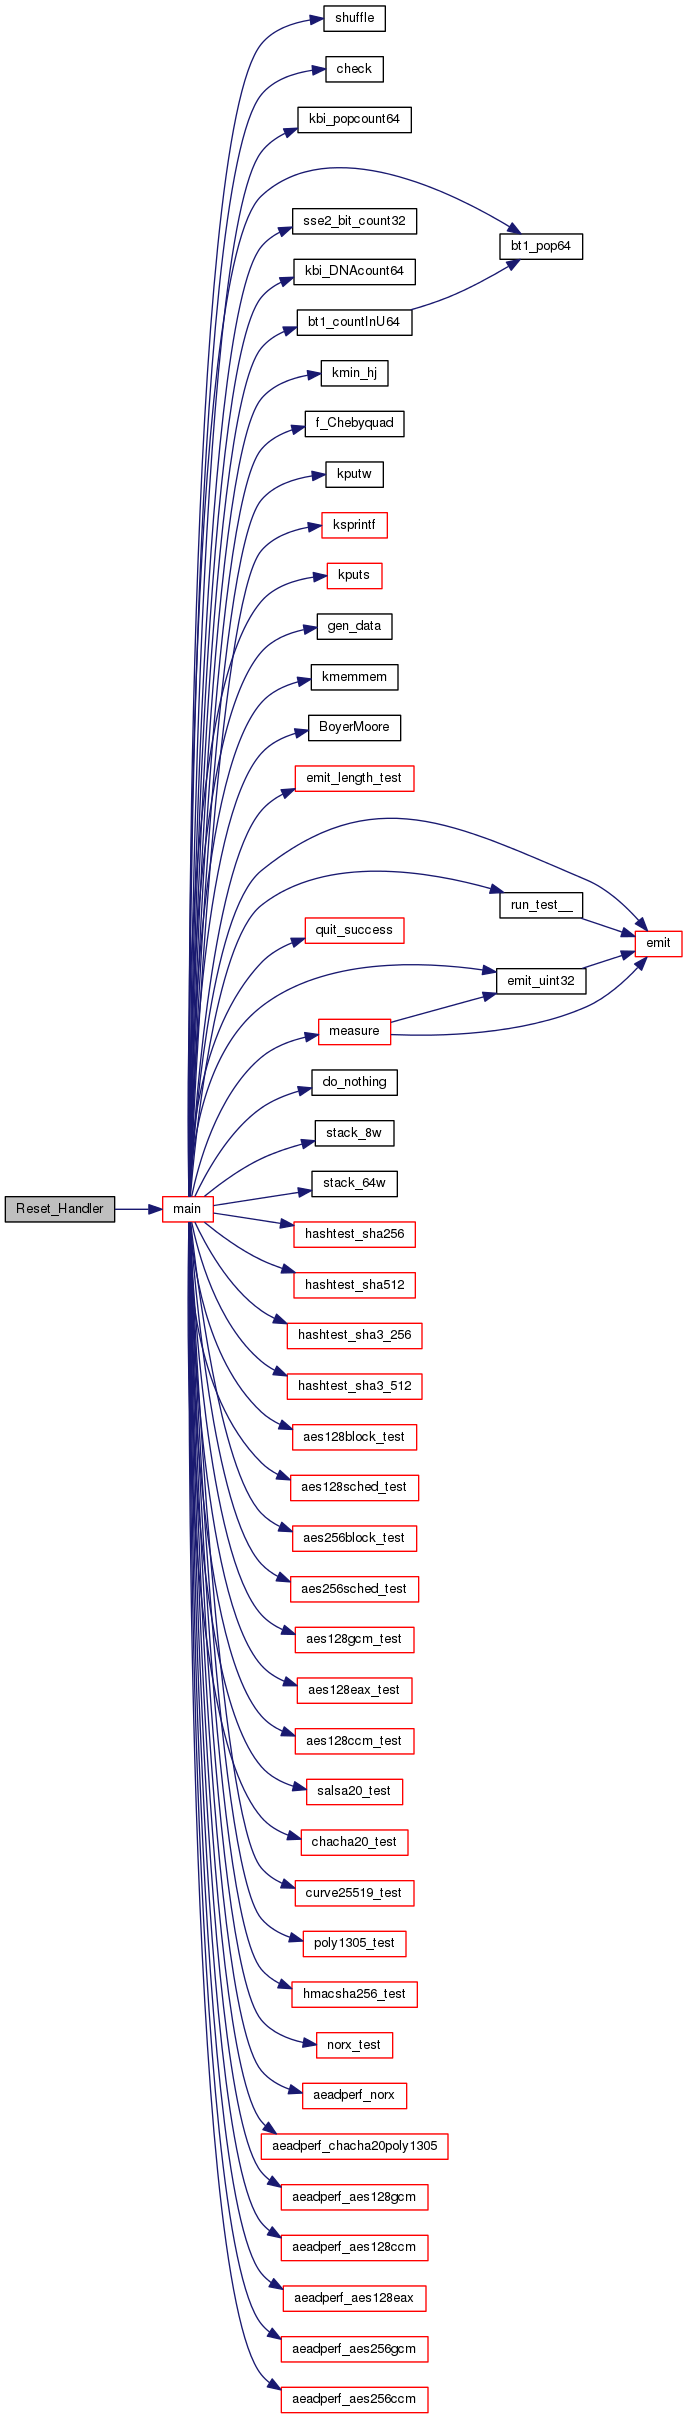 shuffle
check
kbi_popcount64
sse2_bit_count32
bt1_pop64
kbi_DNAcount64
bt1_countInU64
kmin_hj
f_Chebyquad
kputw
ksprintf
kputs
gen_data
kmemmem
BoyerMoore
emit_length_test
run_test__
quit_success
emit
emit_uint32
measure
do_nothing
stack_8w
stack_64w
Reset_Handler
main
hashtest_sha256
hashtest_sha512
hashtest_sha3_256
hashtest_sha3_512
aes128block_test
aes128sched_test
aes256block_test
aes256sched_test
aes128gcm_test
aes128eax_test
aes128ccm_test
salsa20_test
chacha20_test
curve25519_test
poly1305_test
hmacsha256_test
norx_test
aeadperf_norx
aeadperf_chacha20poly1305
aeadperf_aes128gcm
aeadperf_aes128ccm
aeadperf_aes128eax
aeadperf_aes256gcm
aeadperf_aes256ccm